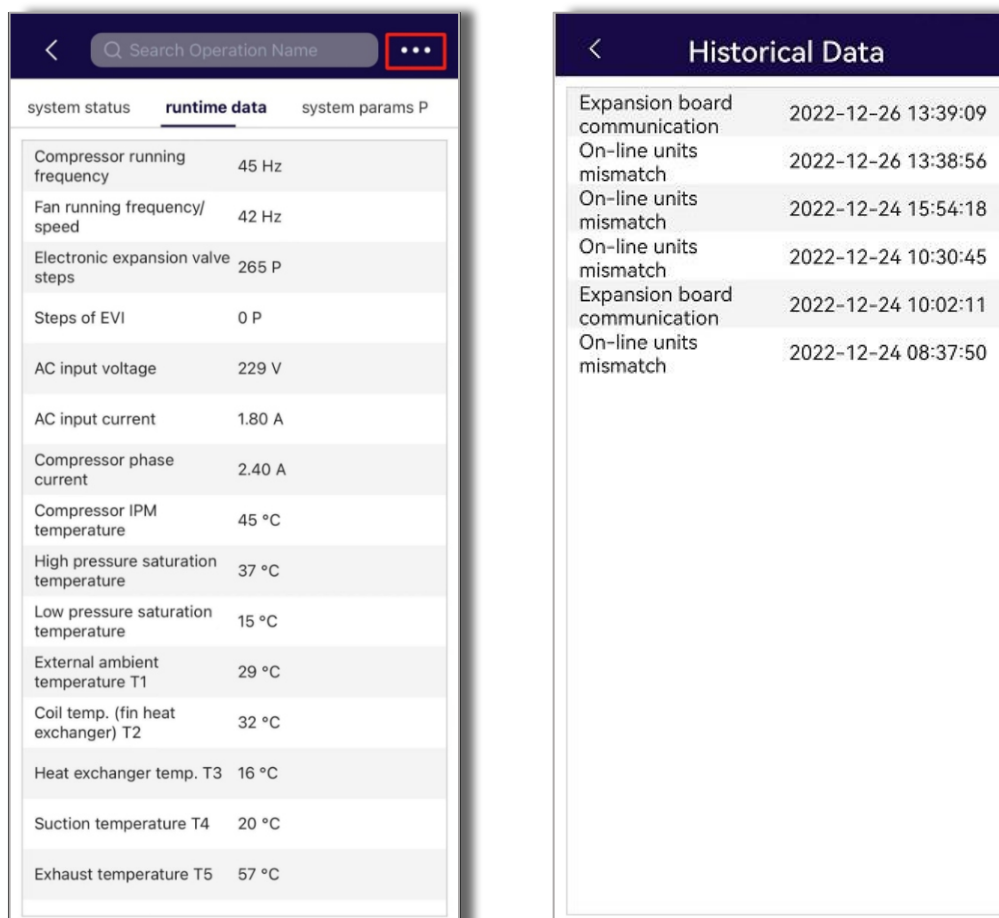 Search Operation Name
system status runtime data system params P
Compressor running
frequency
45 Hz
Fan running frequency/
speed
42 Hz
Electronic expansion valve
steps
265 P
Steps of EVI
0 P
AC input voltage
229 V
AC input current
1.80 A
Compressor phase
current
2.40 A
Compressor IPM
temperature
45 °C
High pressure saturation
temperature
37 °C
Low pressure saturation
temperature
15 °C
External ambient
temperature T1
29 °C
Coil temp. (fin heat
exchanger) T2
32 °C
Heat exchanger temp. T3
16 °C
Suction temperature T4
20 °C
Exhaust temperature T5
57 °C
Historical Data
Expansion board
communication
2022-12-26 13:39:09
On-line units
mismatch
2022-12-26 13:38:56
On-line units
mismatch
2022-12-24 15:54:18
On-line units
mismatch
2022-12-24 10:30:45
Expansion board
communication
2022-12-24 10:02:11
On-line units
mismatch
2022-12-24 08:37:50